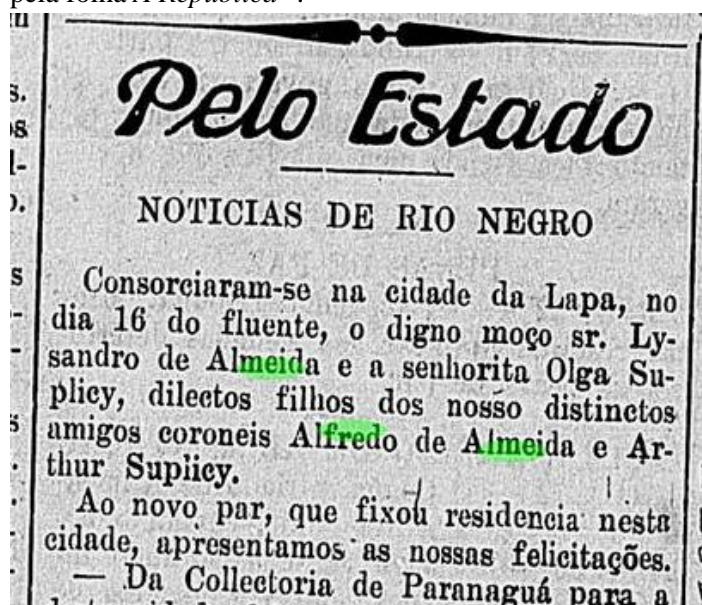 pela folha A República
Pelo Estado
NOTICIAS DE RIO NEGRO
Consorciaram-se na cidade da Lapa, no
dia 16 do fluente, o digno moço sr. Ly-
sandro de Almeida e a senhorita Olga Su-
plicy, dilectos filhos dos nosso distinctos
amigos coroneis Alfredo de Almeida e Ar-
thur Suplicy.
Ao novo par, que fixou residencia nesta
cidade, apresentamos as nossas felicitações.
— Da Collectoria de Paranaguá para a